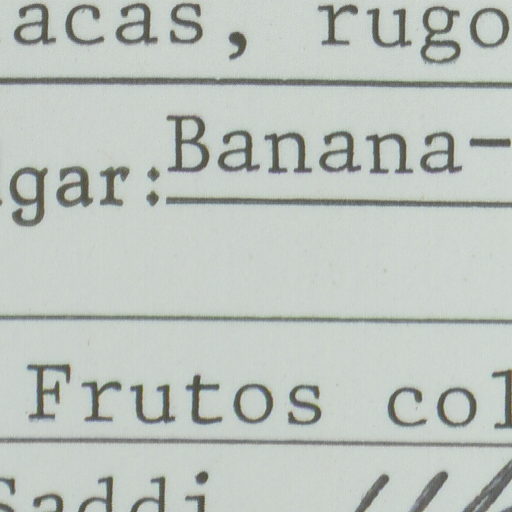 acas, rugo
gar: Banana-
Frutos col
Saddi